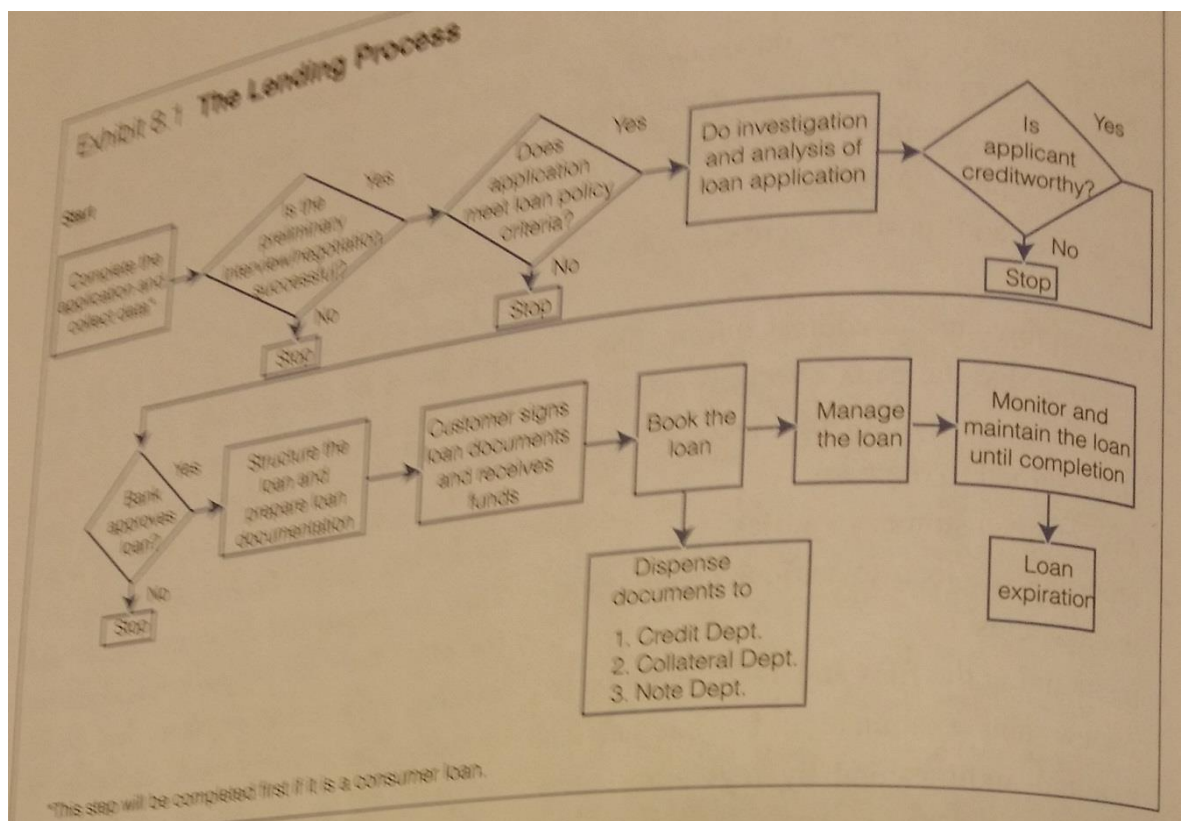 Exhibit 8.1 The Lending Process
Start:
Complete the
application and
collect data*
Is the
preliminary
interview/negotiation
successful?
Yes
No
Stop
Does
application
meet loan policy
criteria?
Yes
No
Stop
Do investigation
and analysis of
loan application
Is
applicant
creditworthy?
Yes
No
Stop
Bank
approves
loan?
Yes
No
Stop
Structure the
loan and
prepare loan
documentation
Customer signs
loan documents
and receives
funds
Book the
loan
Dispense
documents to
1. Credit Dept.
2. Collateral Dept.
3. Note Dept.
Manage
the loan
Monitor and
maintain the loan
until completion
Loan
expiration
*This step will be completed first if it is a consumer loan.